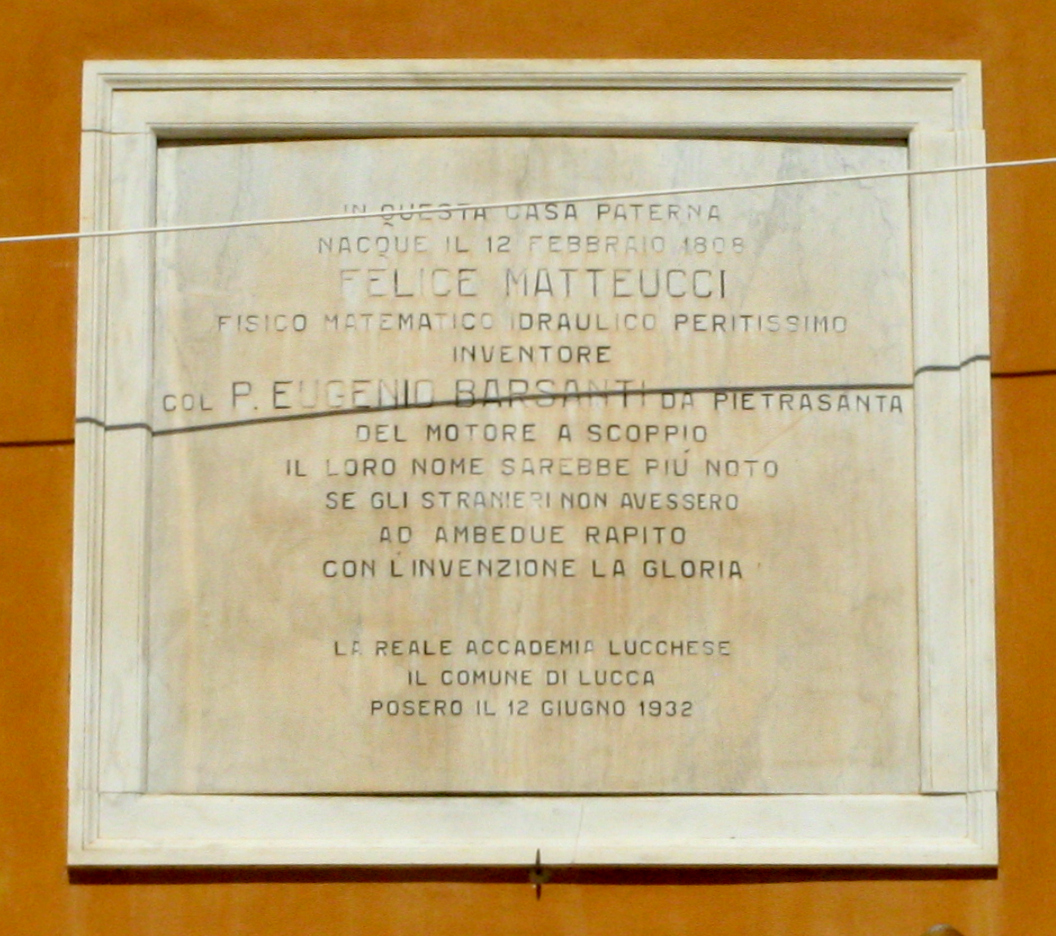 IN QUESTA CASA PATERNA
NACQUE IL 12 FEBBRAIO 1808
FELICE MATTEUCCI
FISICO MATEMATICO IDRAULICO PERITISSIMO
INVENTORE
COL P. EUGENIO BARSANTI DA PIETRASANTA
DEL MOTORE A SCOPPIO
IL LORO NOME SAREBBE PIÚ NOTO
SE GLI STRANIERI NON AVESSERO
AD AMBEDUE RAPITO
CON L'INVENZIONE LA GLORIA
LA REALE ACCADEMIA LUCCHESE
IL COMUNE DI LUCCA
POSERO IL 12 GIUGNO 1932